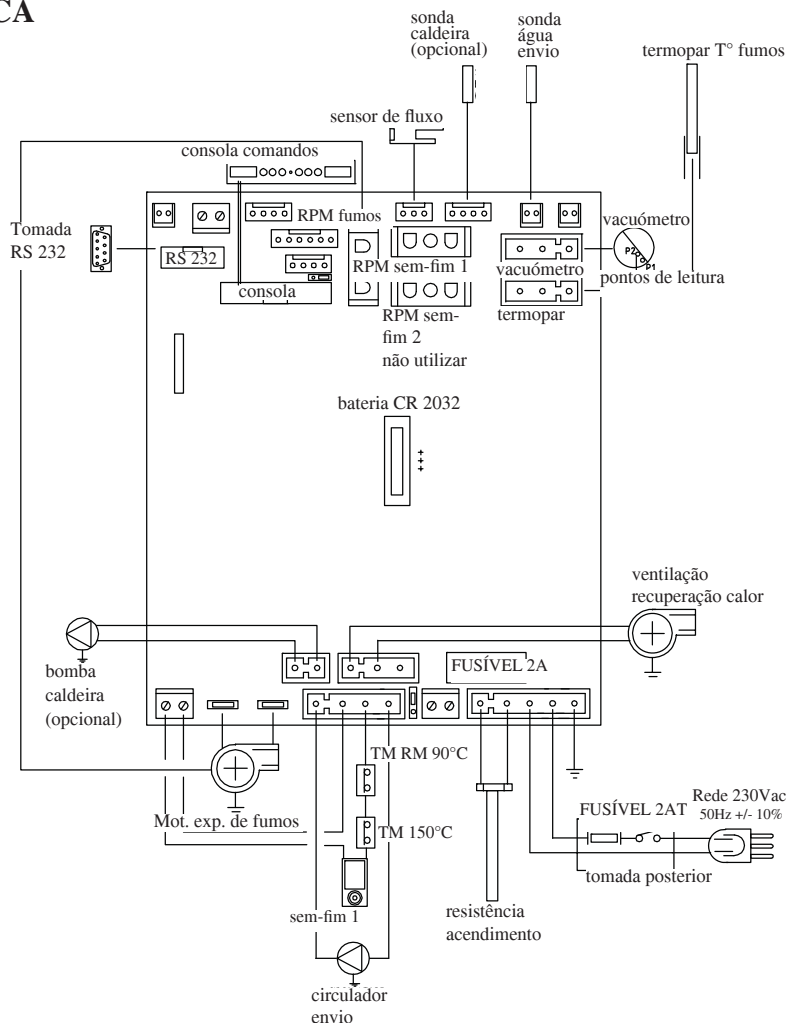 CA
sonda
caldeira
(opcional)
sonda
água
envio
termopar T° fumos
sensor de fluxo
consola comandos
Tomada
RS 232
RPM fumos
vacuómetro
P2
P1
RS 232
RPM sem-fim 1
vacuómetro
pontos de leitura
consola
RPM sem-
fim 2
não utilizar
termopar
bateria CR 2032
+++
ventilação
recuperação calor
bomba
caldeira
(opcional)
FUSÍVEL 2A
TM RM 90°C
Mot. exp. de fumos
TM 150°C
FUSÍVEL 2AT
Rede 230Vac
50Hz +/- 10%
tomada posterior
sem-fim 1
resistência
acendimento
circulador
envio